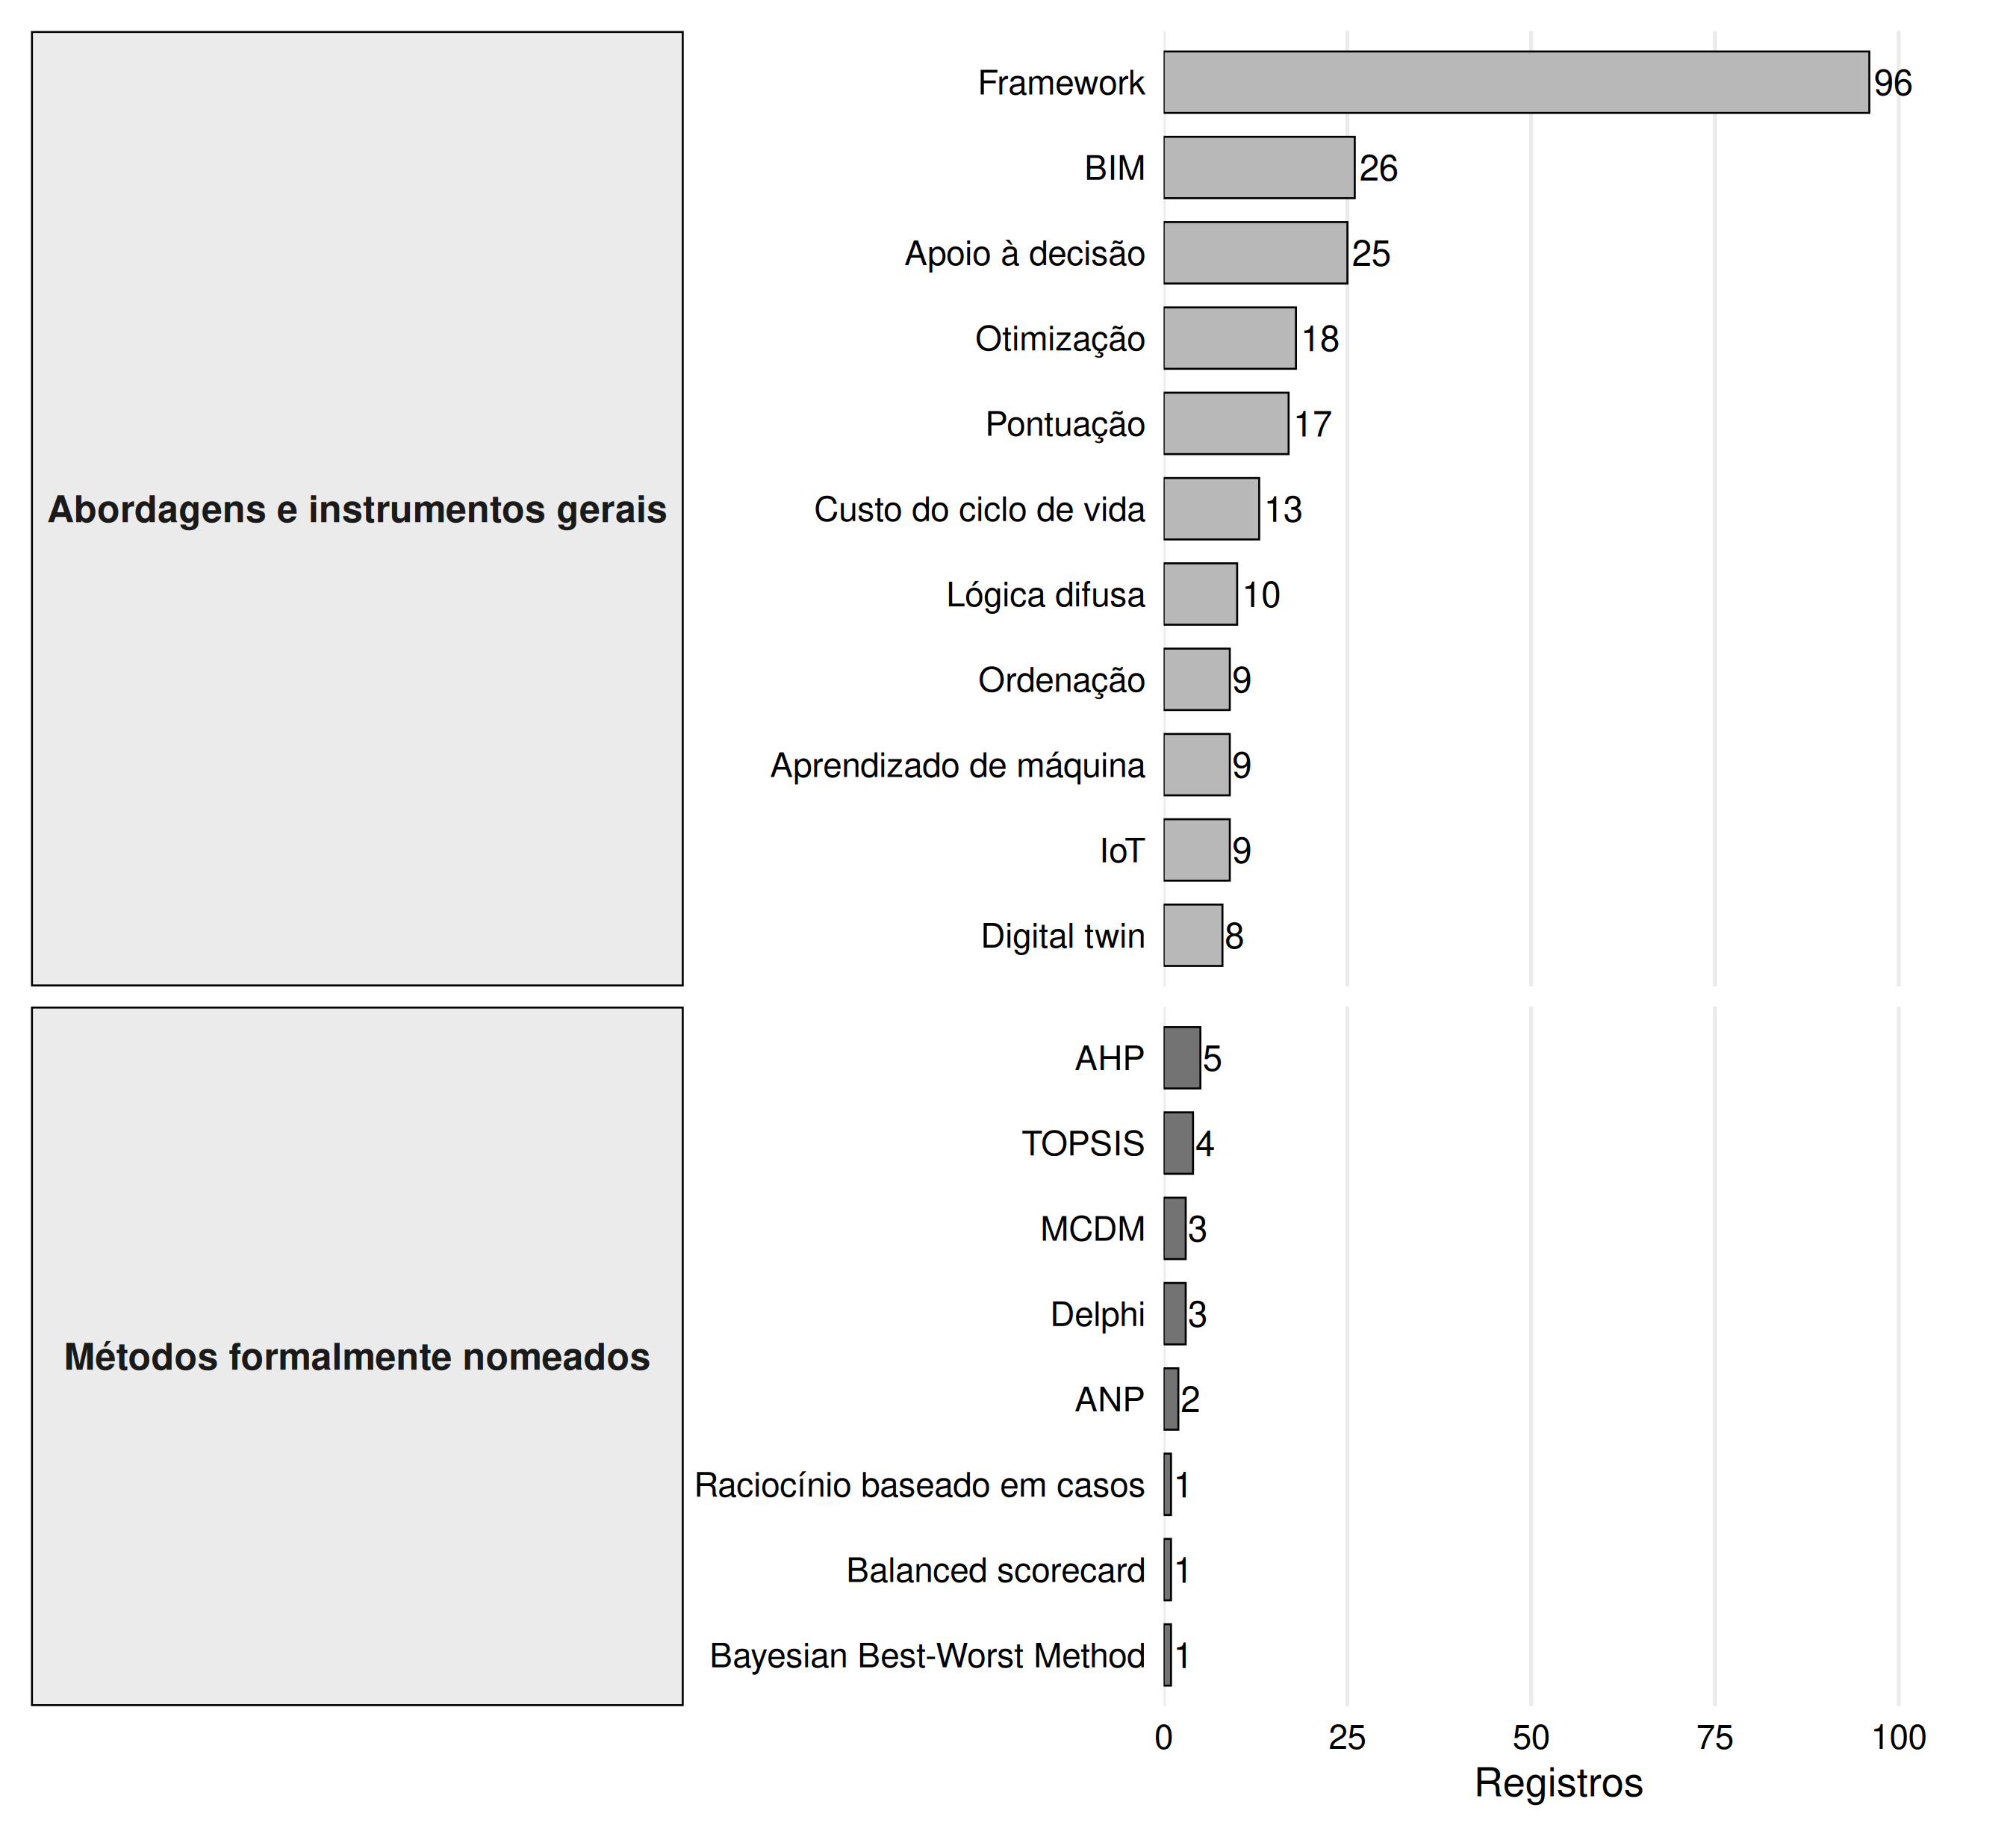 Abordagens e instrumentos gerais
Framework 96
BIM 26
Apoio à decisão 25
Otimização 18
Pontuação 17
Custo do ciclo de vida 13
Lógica difusa 10
Ordenação 9
Aprendizado de máquina 9
IoT 9
Digital twin 8
Métodos formalmente nomeados
AHP 5
TOPSIS 4
MCDM 3
Delphi 3
ANP 2
Raciocínio baseado em casos 1
Balanced scorecard 1
Bayesian Best-Worst Method 1
0 25 50 75 100
Registros